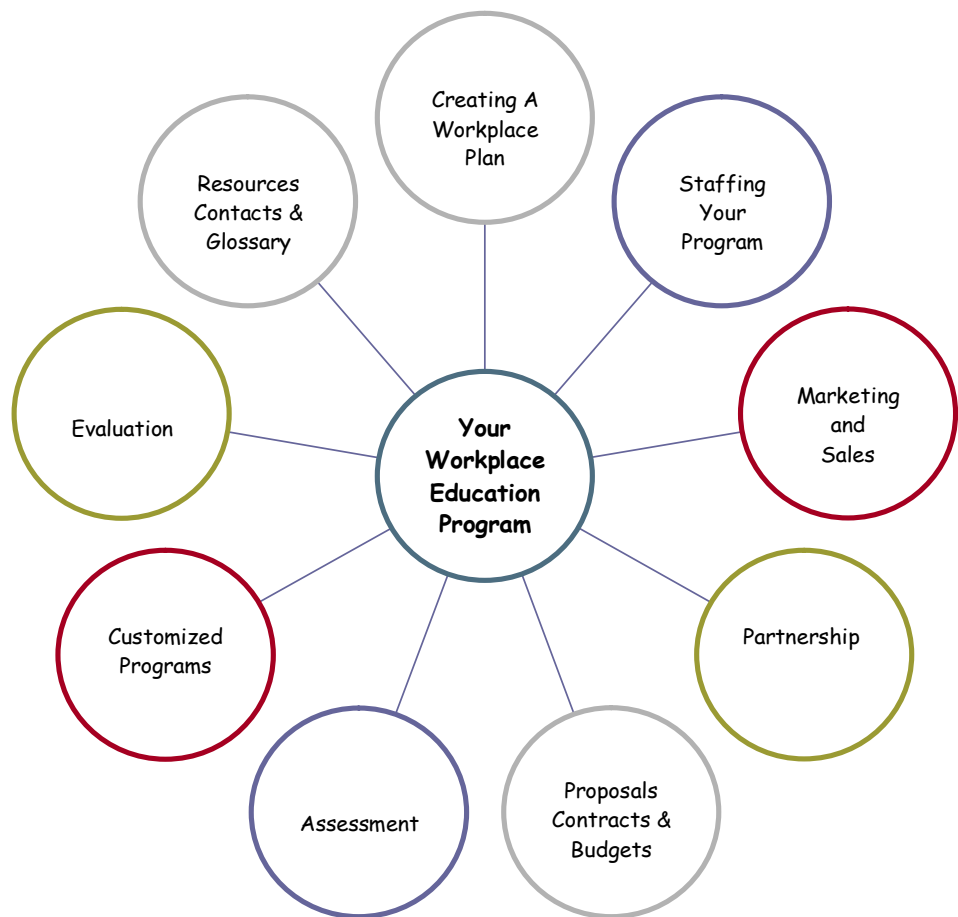 Creating A
Workplace
Plan
Staffing
Your
Program
Marketing
and
Sales
Partnership
Proposals
Contracts &
Budgets
Assessment
Customized
Programs
Evaluation
Resources
Contacts &
Glossary
Your
Workplace
Education
Program